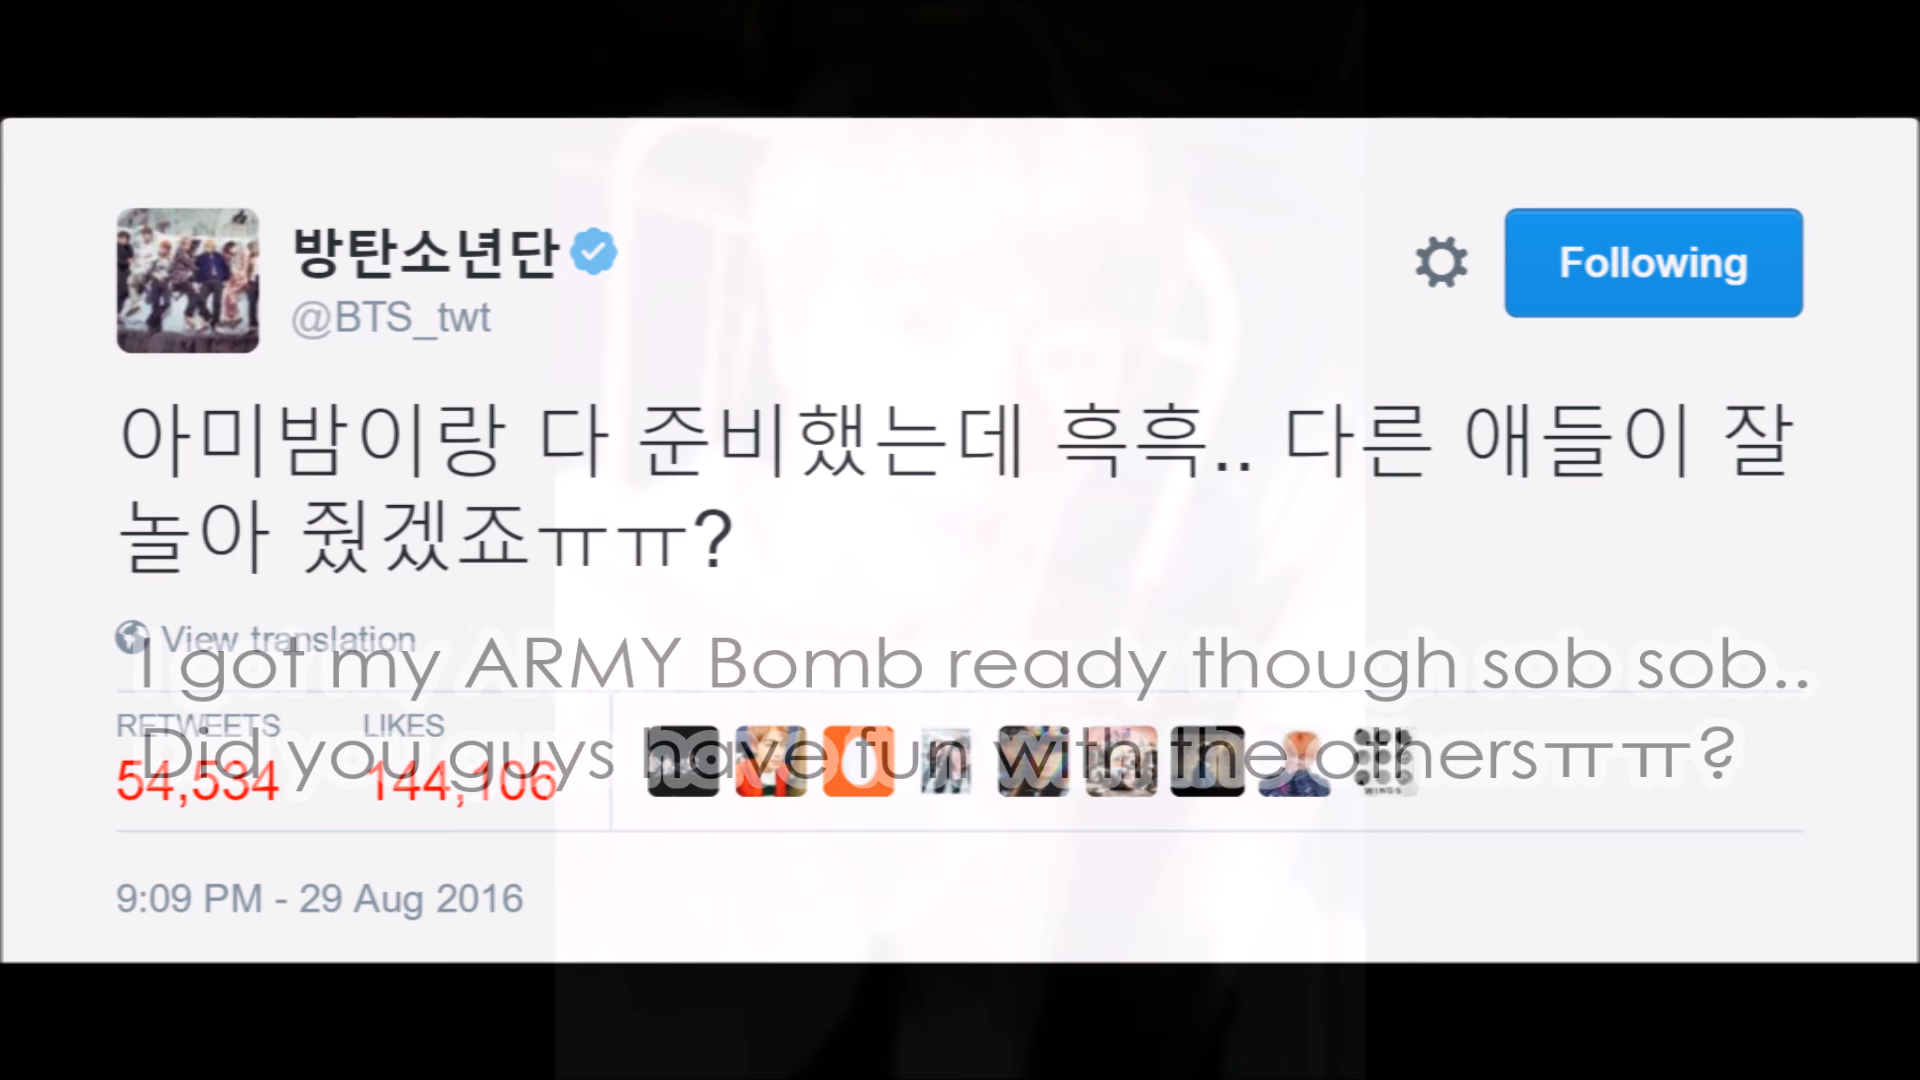 방탄소년단
@BTS_twt
Following
아미밤이랑 다 준비했는데 흑흑.. 다른 애들이 잘
놀아 줬겠죠ㅠㅠ?
View translation
I got my ARMY Bomb ready though sob sob..
RETWEETS LIKES
Did you guys have fun with the othersㅠㅠ?
54,534 144,106
WINGS
9:09 PM - 29 Aug 2016